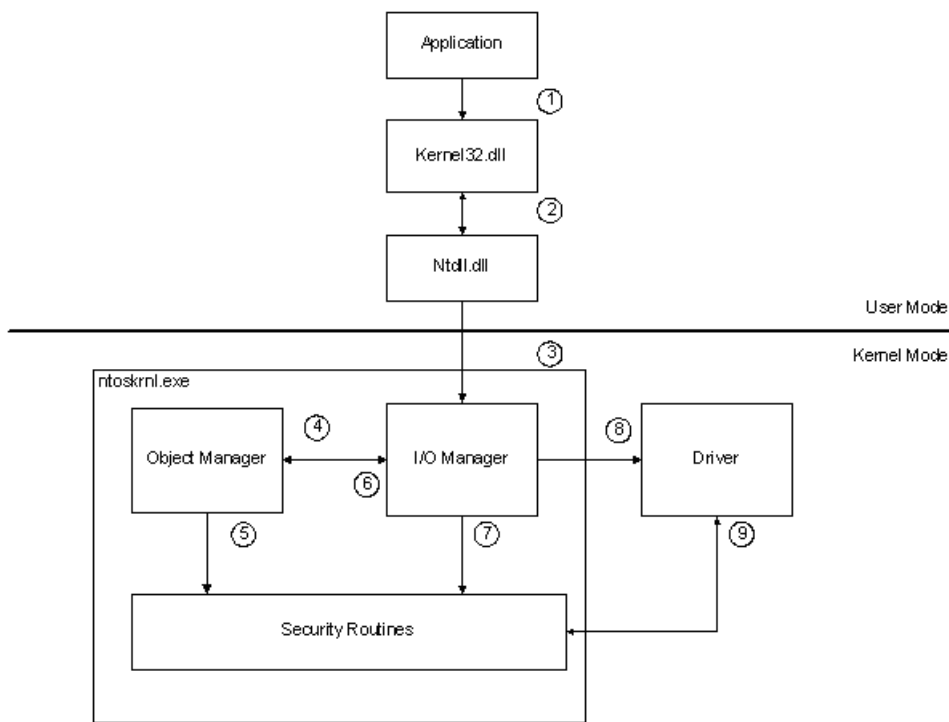 Application
1
Kernel32.dll
2
Ntdll.dll
User Mode
3
Kernel Mode
ntoskrnl.exe
4
8
Object Manager
I/O Manager
Driver
6
5
7
9
Security Routines